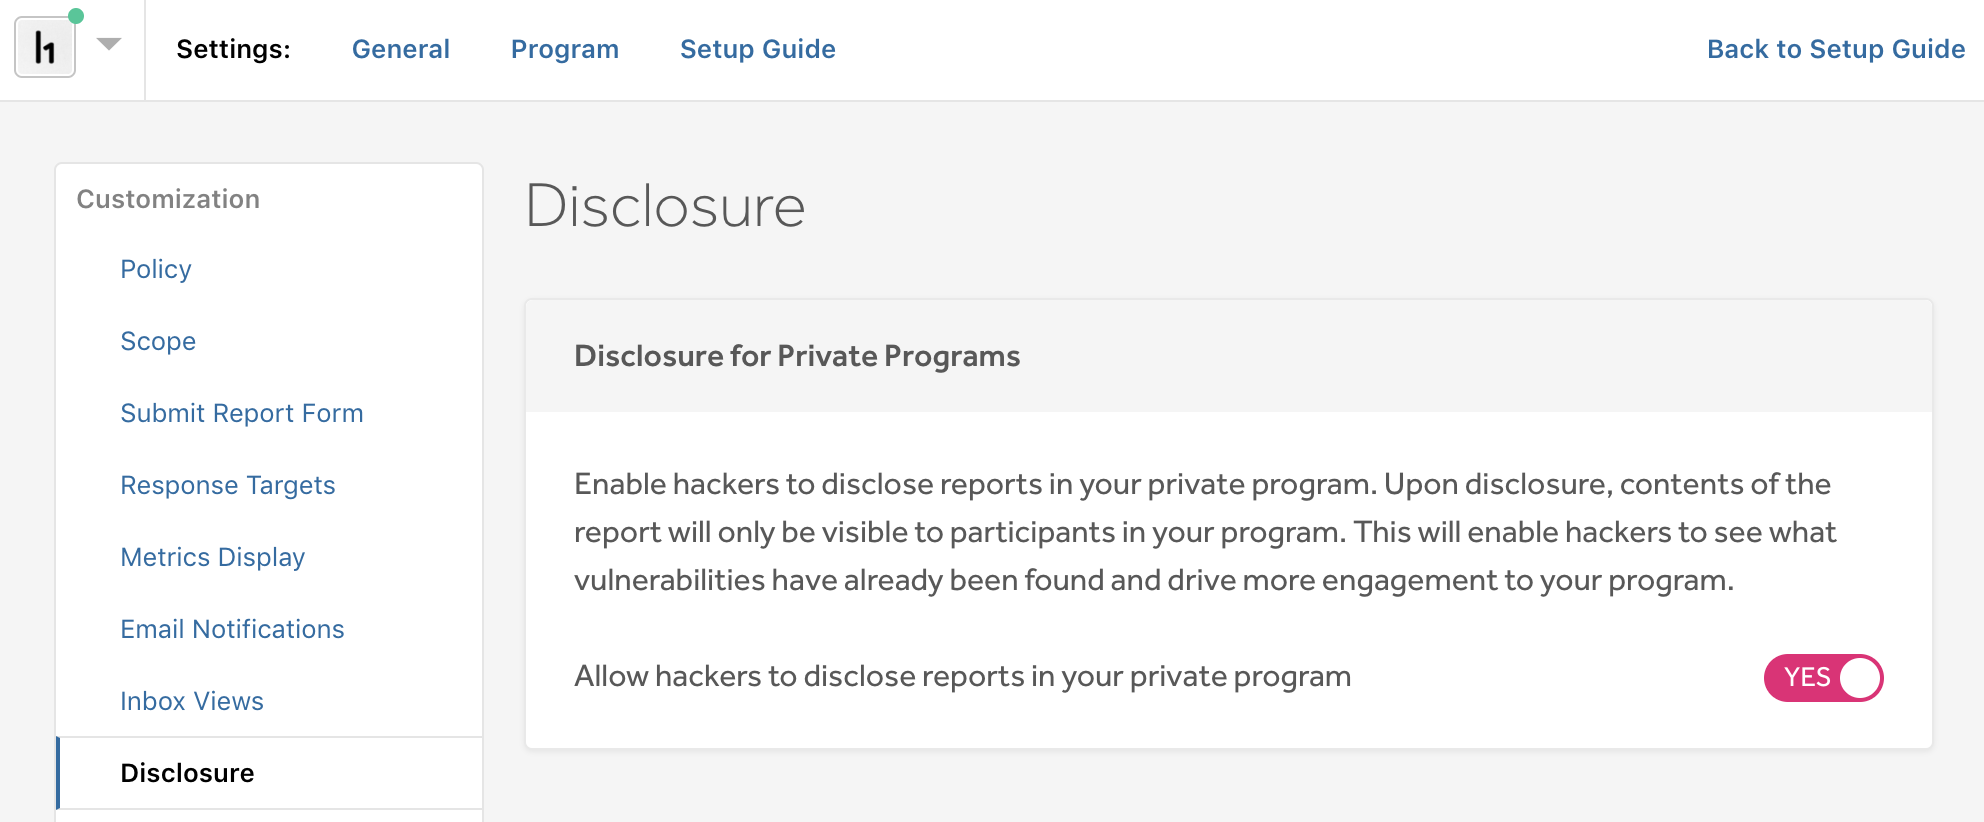 h1
Settings: General Program Setup Guide Back to Setup Guide
Customization
Policy
Scope
Submit Report Form
Response Targets
Metrics Display
Email Notifications
Inbox Views
Disclosure
Disclosure
Disclosure for Private Programs
Enable hackers to disclose reports in your private program. Upon disclosure, contents of the
report will only be visible to participants in your program. This will enable hackers to see what
vulnerabilities have already been found and drive more engagement to your program.
Allow hackers to disclose reports in your private program YES